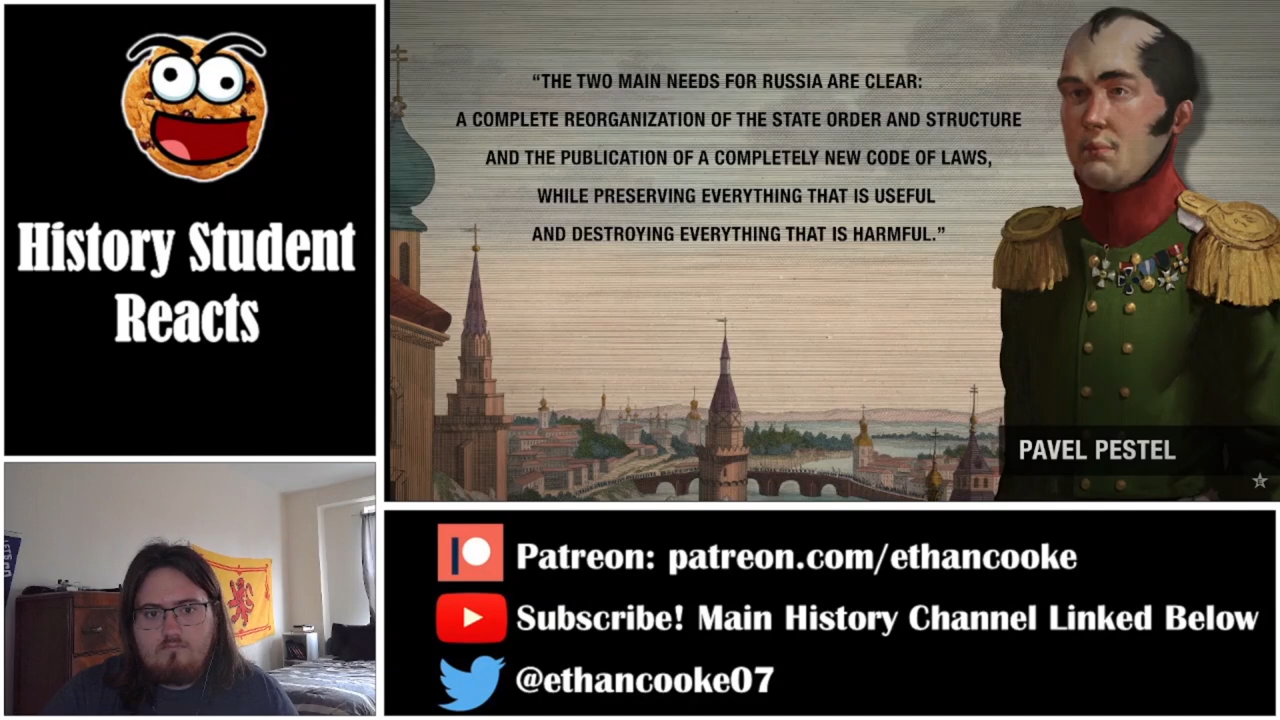 History Student
Reacts
“THE TWO MAIN NEEDS FOR RUSSIA ARE CLEAR:
A COMPLETE REORGANIZATION OF THE STATE ORDER AND STRUCTURE
AND THE PUBLICATION OF A COMPLETELY NEW CODE OF LAWS,
WHILE PRESERVING EVERYTHING THAT IS USEFUL
AND DESTROYING EVERYTHING THAT IS HARMFUL.”
PAVEL PESTEL
LETS GO
Patreon: patreon.com/ethancooke
Subscribe! Main History Channel Linked Below
@ethancooke07